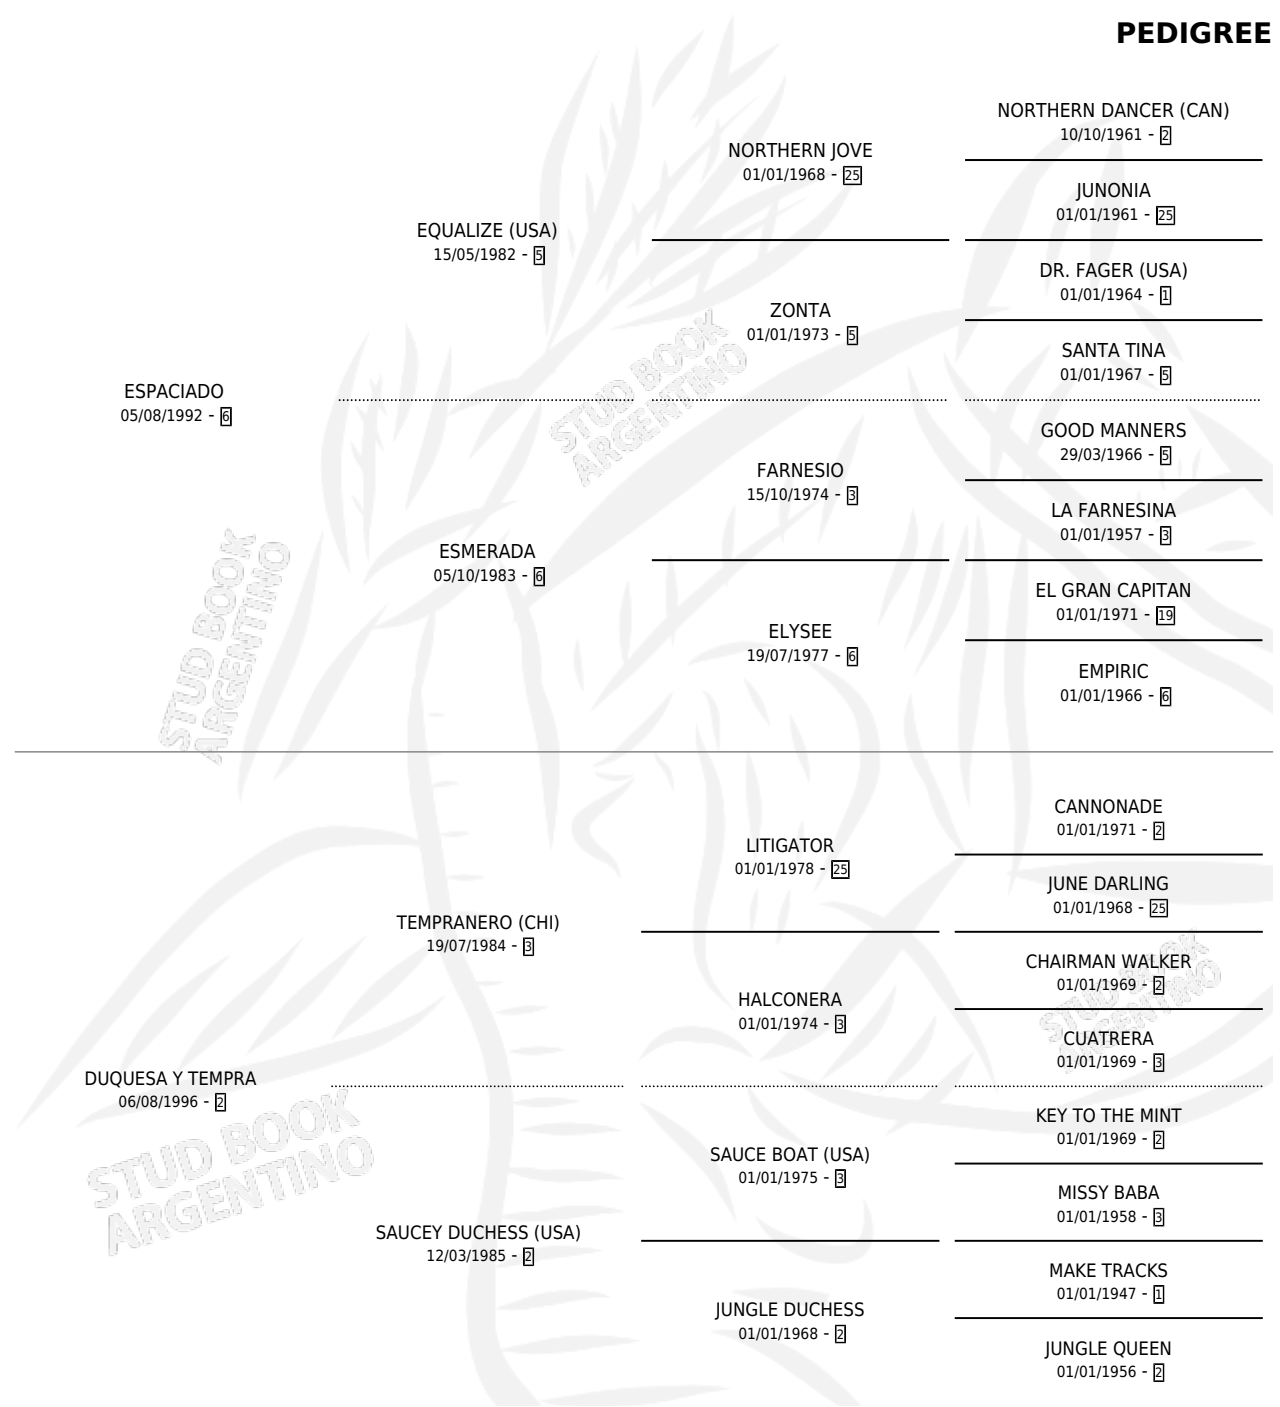 PEDIGREE
ESPACIADO
05/08/1992 - 6
EQUALIZE (USA)
15/05/1982 - 5
NORTHERN JOVE
01/01/1968 - 25
NORTHERN DANCER (CAN)
10/10/1961 - 2
JUNONIA
01/01/1961 - 25
ZONTA
01/01/1973 - 5
DR. FAGER (USA)
01/01/1964 - 1
SANTA TINA
01/01/1967 - 5
ESMERADA
05/10/1983 - 6
FARNESIO
15/10/1974 - 3
GOOD MANNERS
29/03/1966 - 5
LA FARNESINA
01/01/1957 - 3
ELYSEE
19/07/1977 - 6
EL GRAN CAPITAN
01/01/1971 - 19
EMPIRIC
01/01/1966 - 6
DUQUESA Y TEMPRA
06/08/1996 - 2
TEMPRANERO (CHI)
19/07/1984 - 3
LITIGATOR
01/01/1978 - 25
CANNONADE
01/01/1971 - 2
JUNE DARLING
01/01/1968 - 25
HALCONERA
01/01/1974 - 3
CHAIRMAN WALKER
01/01/1969 - 2
CUATRERA
01/01/1969 - 3
SAUCEY DUCHESS (USA)
12/03/1985 - 2
SAUCE BOAT (USA)
01/01/1975 - 3
KEY TO THE MINT
01/01/1969 - 2
MISSY BABA
01/01/1958 - 3
JUNGLE DUCHESS
01/01/1968 - 2
MAKE TRACKS
01/01/1947 - 1
JUNGLE QUEEN
01/01/1956 - 2
STUD BOOK
ARGENTINO
STUD BOOK
ARGENTINO
STUD BOOK
ARGENTINO
STUD BOOK
ARGENTINO